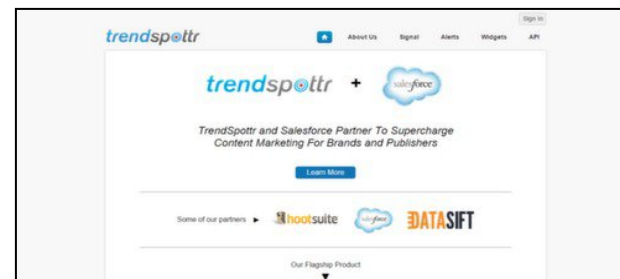 Sign In
trendspottr
About Us Signal Alerts Widgets API
trendspottr + salesforce
TrendSpottr and Salesforce Partner To Supercharge
Content Marketing For Brands and Publishers
Learn More
Some of our partners hootsuite salesforce DATASIFT
Our Flagship Product